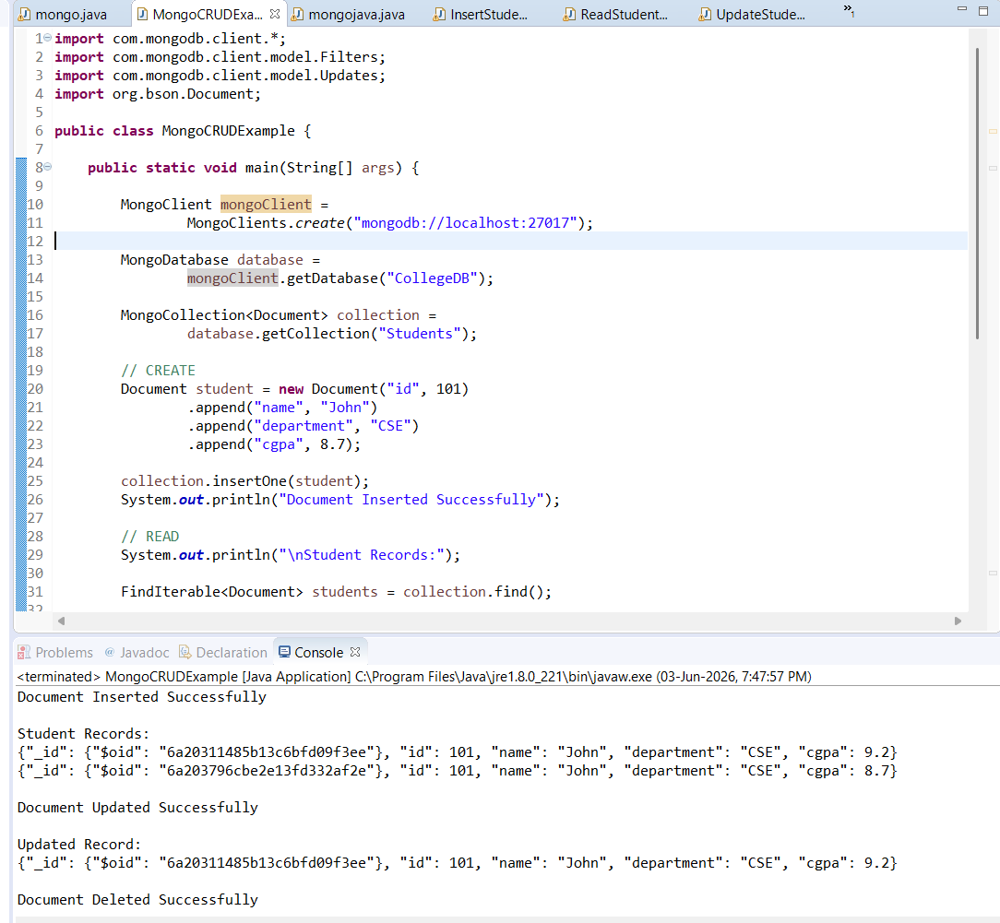 mongo.java MongoCRUDExa... mongojava.java InsertStude... ReadStudent... UpdateStude... »1
1 import com.mongodb.client.*;
2 import com.mongodb.client.model.Filters;
3 import com.mongodb.client.model.Updates;
4 import org.bson.Document;
5
6 public class MongoCRUDExample {
7
8 public static void main(String[] args) {
9
10 MongoClient mongoClient =
11 MongoClients.create("mongodb://localhost:27017");
12
13 MongoDatabase database =
14 mongoClient.getDatabase("CollegeDB");
15
16 MongoCollection<Document> collection =
17 database.getCollection("Students");
18
19 // CREATE
20 Document student = new Document("id", 101)
21 .append("name", "John")
22 .append("department", "CSE")
23 .append("cgpa", 8.7);
24
25 collection.insertOne(student);
26 System.out.println("Document Inserted Successfully");
27
28 // READ
29 System.out.println("\nStudent Records:");
30
31 FindIterable<Document> students = collection.find();
32
Problems @ Javadoc Declaration Console
<terminated> MongoCRUDExample [Java Application] C:\Program Files\Java\jre1.8.0_221\bin\javaw.exe (03-Jun-2026, 7:47:57 PM)
Document Inserted Successfully
Student Records:
{"_id": {"$oid": "6a20311485b13c6bfd09f3ee"}, "id": 101, "name": "John", "department": "CSE", "cgpa": 9.2}
{"_id": {"$oid": "6a203796cbe2e13fd332af2e"}, "id": 101, "name": "John", "department": "CSE", "cgpa": 8.7}
Document Updated Successfully
Updated Record:
{"_id": {"$oid": "6a20311485b13c6bfd09f3ee"}, "id": 101, "name": "John", "department": "CSE", "cgpa": 9.2}
Document Deleted Successfully